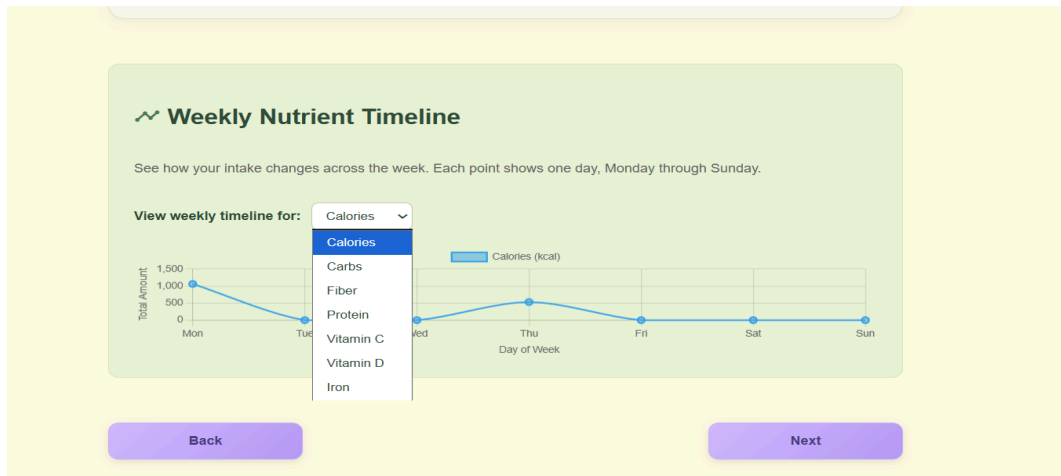 Weekly Nutrient Timeline
See how your intake changes across the week. Each point shows one day, Monday through Sunday.
View weekly timeline for: Calories
Calories
Carbs
Fiber
Protein
Vitamin C
Vitamin D
Iron
Calories (kcal)
Total Amount
1,500
1,000
500
0
Mon Tue Wed Thu Fri Sat Sun
Day of Week
Back Next